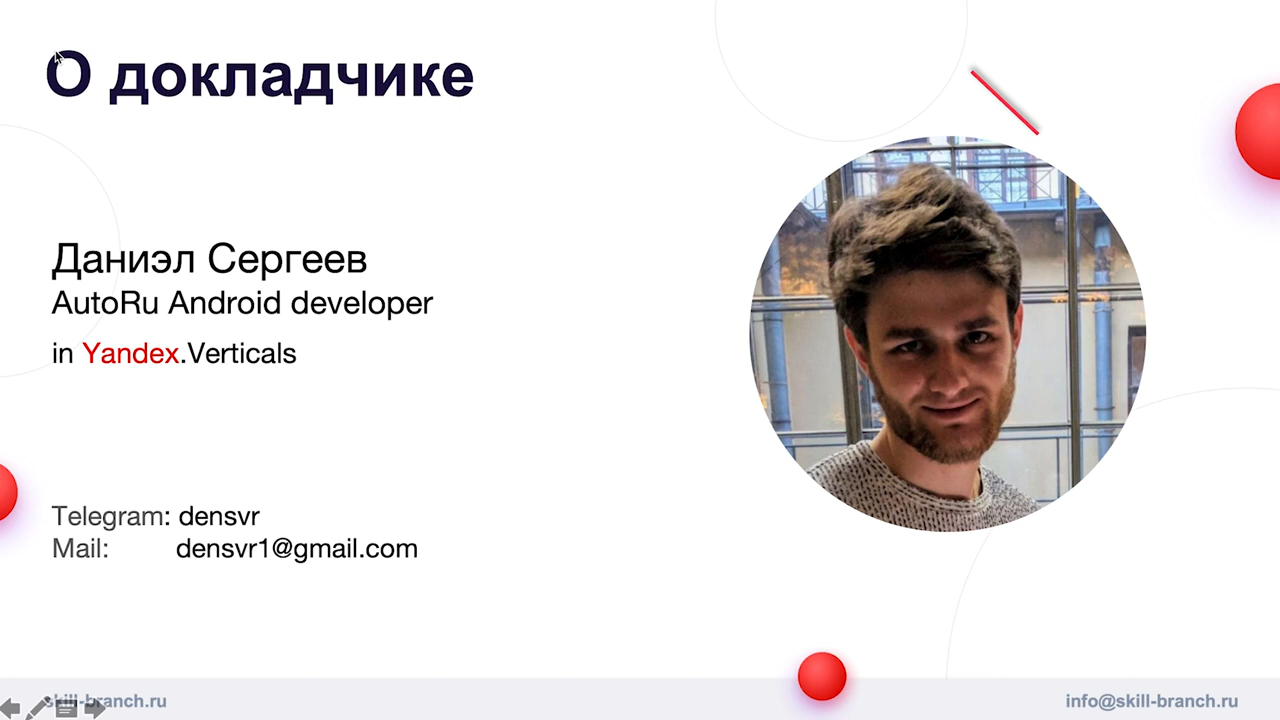 О докладчике
Даниэл Сергеев
AutoRu Android developer
in Yandex.Verticals
Telegram: densvr
Mail: densvr1@gmail.com
skill-branch.ru
info@skill-branch.ru